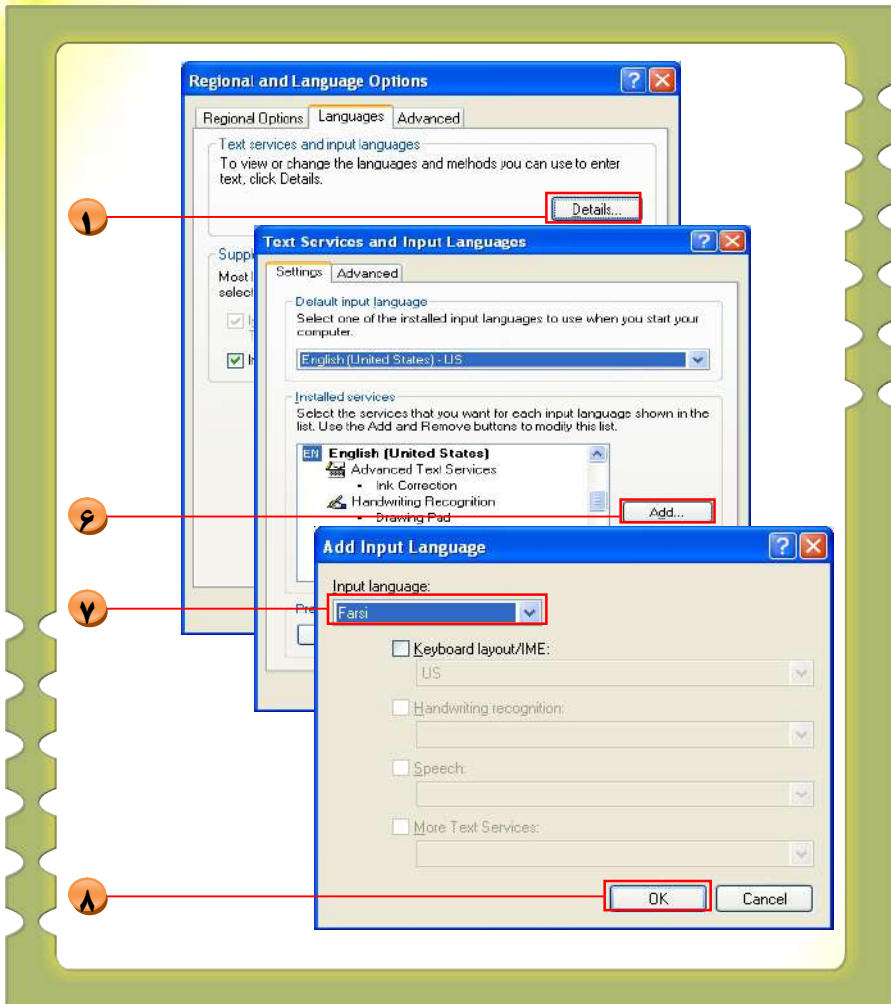 Regional and Language Options
Regional Options Languages Advanced
Text services and input languages
To view or change the languages and methods you can use to enter
text, click Details.
۱
Details...
Text Services and Input Languages
Settings Advanced
Default input language
Select one of the installed input languages to use when you start your
computer.
English (United States) - US
Installed services
Select the services that you want for each input language shown in the
list. Use the Add and Remove buttons to modify this list.
EN English (United States)
Advanced Text Services
• Ink Correction
Handwriting Recognition
• Drawing Pad
۶
Add...
Add Input Language
Input language:
۷
Farsi
Keyboard layout/IME:
US
Handwriting recognition:
Speech:
More Text Services:
۸
OK Cancel